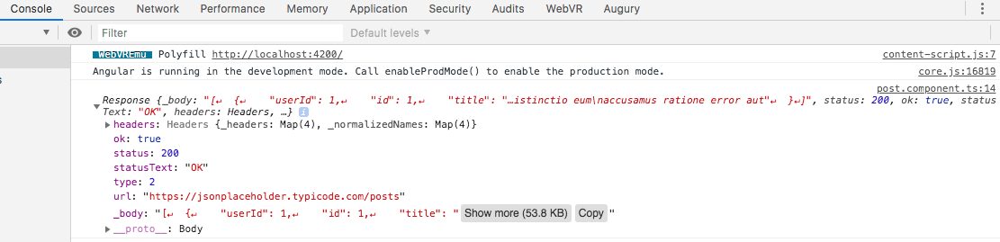 Console Sources Network Performance Memory Application Security Audits WebVR Augury
Filter Default levels ▼
WebVREmu Polyfill http://localhost:4200/ content-script.js:7
Angular is running in the development mode. Call enableProdMode() to enable the production mode. core.js:16819
post.component.ts:14
Response {_body: "[↵  {↵    "userId": 1,↵    "id": 1,↵    "title": "…istinctio eum\naccusamus ratione error aut"↵  }↵]", status: 200, ok: true, status
Text: "OK", headers: Headers, …} i
▶ headers: Headers {_headers: Map(4), _normalizedNames: Map(4)}
ok: true
status: 200
statusText: "OK"
type: 2
url: "https://jsonplaceholder.typicode.com/posts"
_body: "[↵  {↵    "userId": 1,↵    "id": 1,↵    "title": " Show more (53.8 KB) Copy "
▶ __proto__: Body